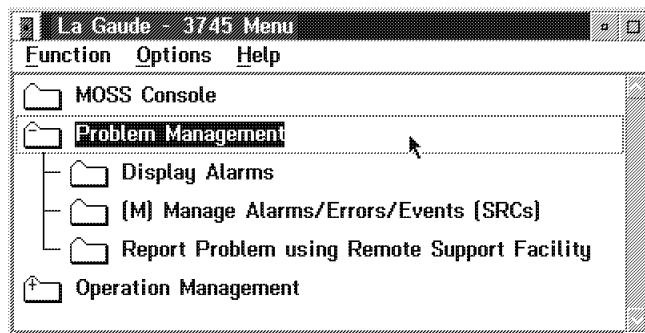 La Gaude - 3745 Menu
Function Options Help
MOSS Console
Problem Management
Display Alarms
(M) Manage Alarms/Errors/Events (SRCs)
Report Problem using Remote Support Facility
Operation Management